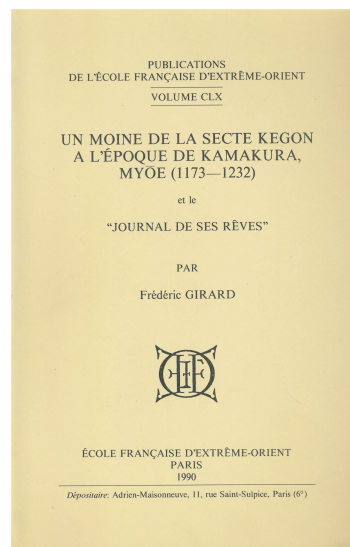 PUBLICATIONS
DE L'ÉCOLE FRANÇAISE D'EXTRÊME-ORIENT
VOLUME CLX
UN MOINE DE LA SECTE KEGON
A L'ÉPOQUE DE KAMAKURA,
MYŌE (1173—1232)
et le
"JOURNAL DE SES RÊVES"
PAR
Frédéric GIRARD
ÉCOLE FRANÇAISE D'EXTRÊME-ORIENT
PARIS
1990
Dépositaire: Adrien-Maisonneuve, 11, rue Saint-Sulpice, Paris (6°)